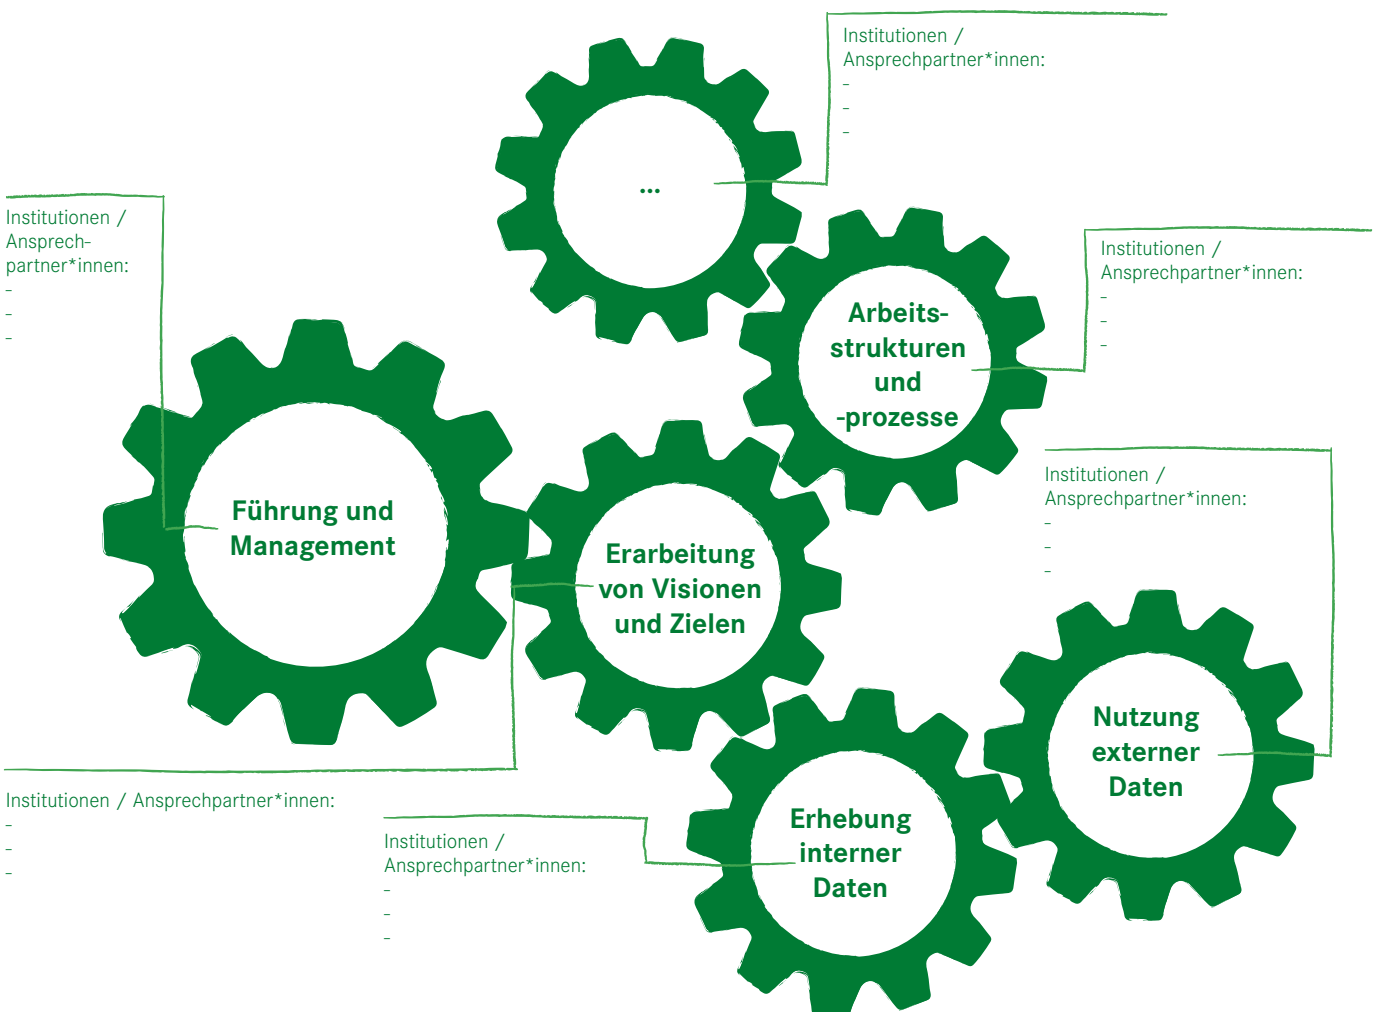 Institutionen /
Ansprechpartner*innen:
-
-
-
...
Institutionen /
Ansprech-
partner*innen:
-
-
-
Institutionen /
Ansprechpartner*innen:
-
-
-
Arbeits-
strukturen
und
-prozesse
Führung und
Management
Erarbeitung
von Visionen
und Zielen
Institutionen /
Ansprechpartner*innen:
-
-
-
Nutzung
externer
Daten
Institutionen / Ansprechpartner*innen:
-
-
-
Institutionen /
Ansprechpartner*innen:
-
-
-
Erhebung
interner
Daten